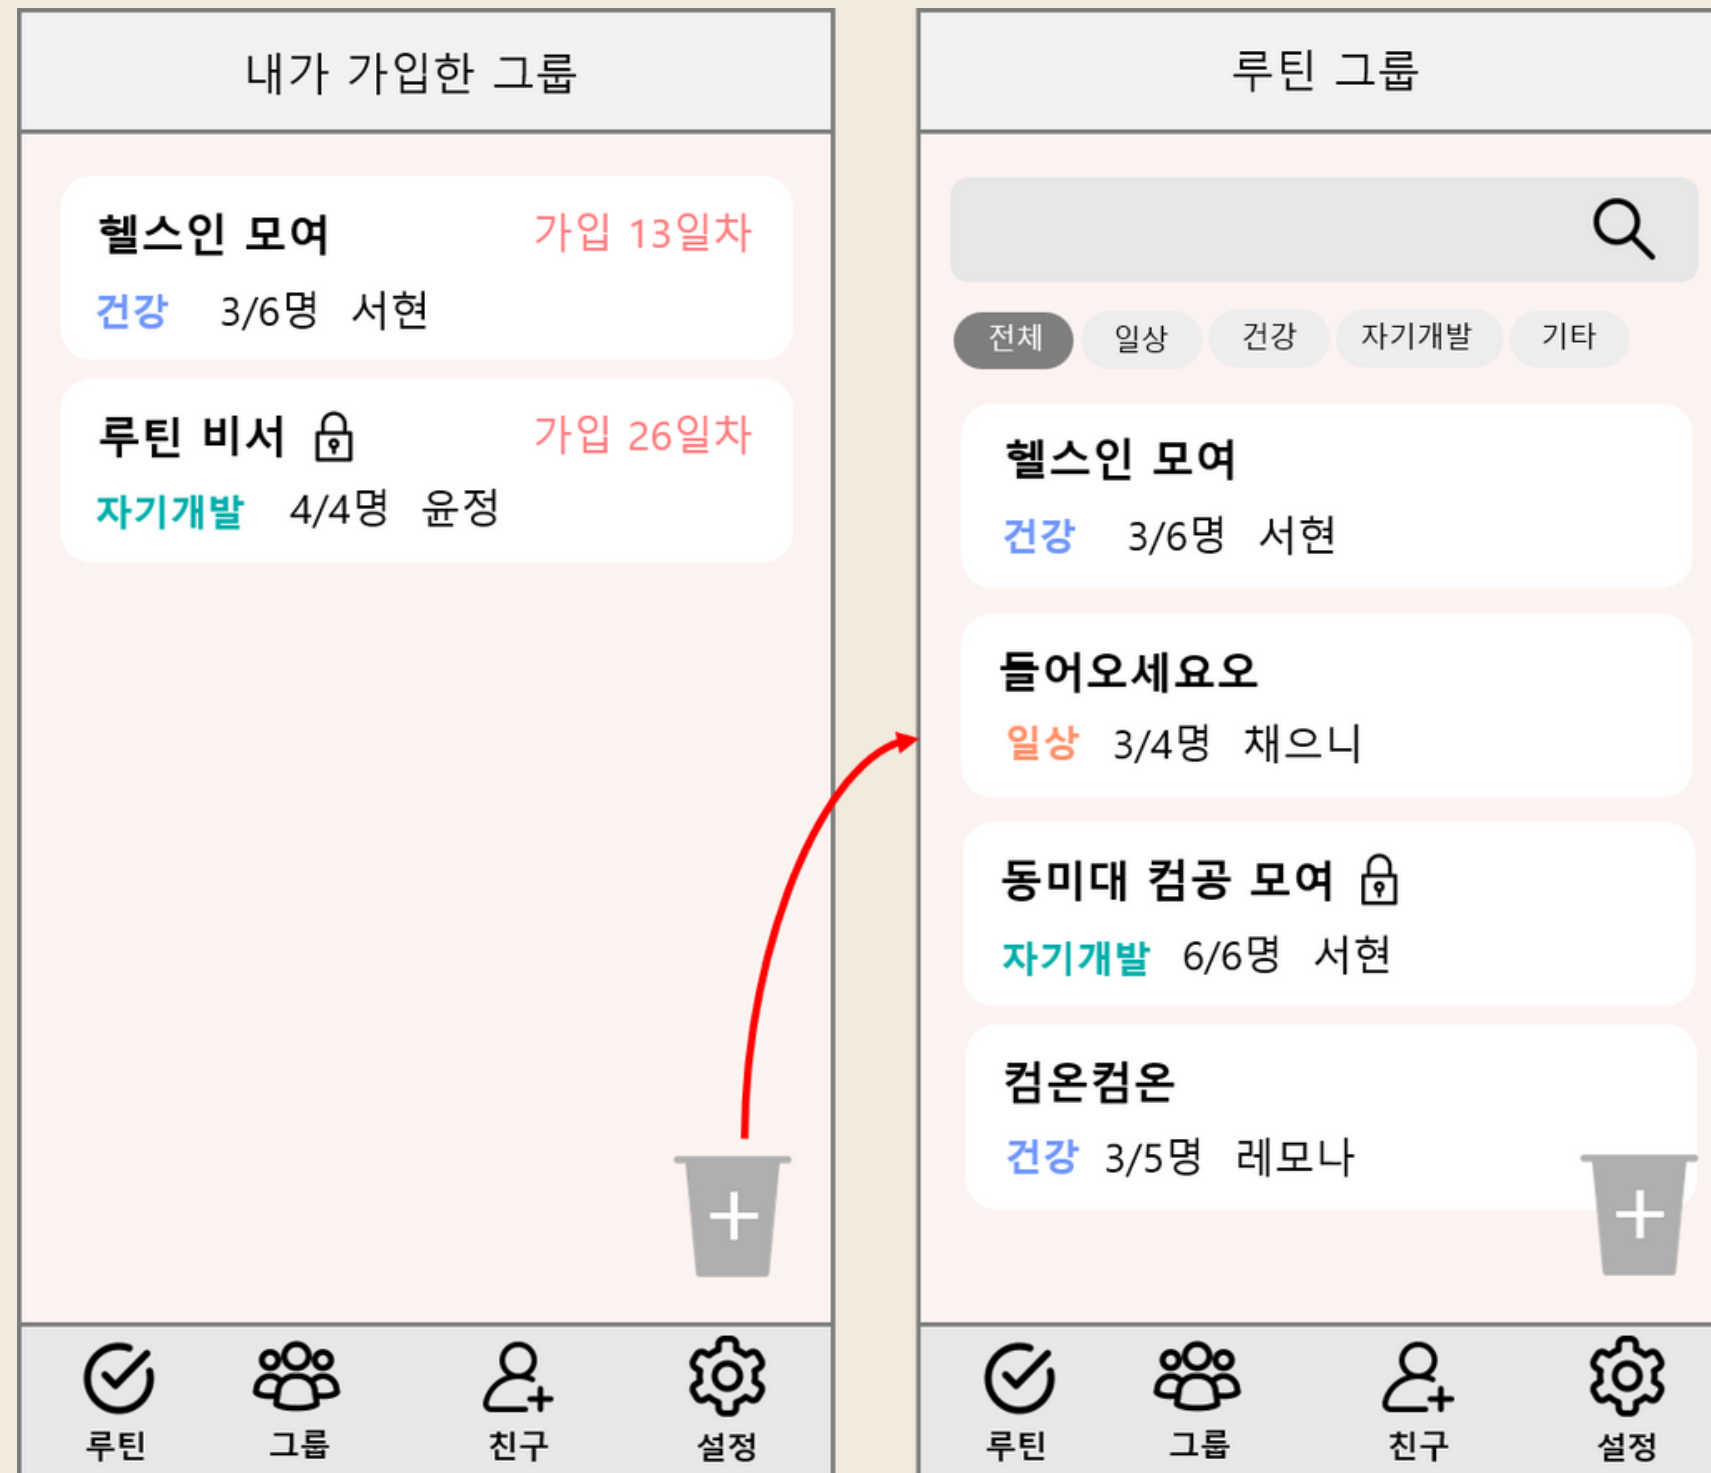 내가 가입한 그룹
헬스인 모여 가입 13일차
건강 3/6명 서현
루틴 비서 가입 26일차
자기개발 4/4명 윤정
루틴 그룹 친구 설정
루틴 그룹
전체 일상 건강 자기개발 기타
헬스인 모여
건강 3/6명 서현
들어오세요오
일상 3/4명 채으니
동미대 컴공 모여
자기개발 6/6명 서현
컴온컴온
건강 3/5명 레모나
루틴 그룹 친구 설정